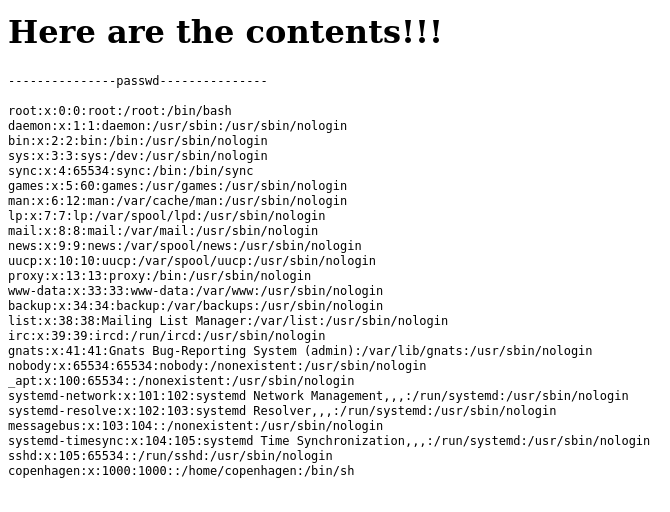 Here are the contents!!!
---------------passwd---------------
root:x:0:0:root:/root:/bin/bash
daemon:x:1:1:daemon:/usr/sbin:/usr/sbin/nologin
bin:x:2:2:bin:/bin:/usr/sbin/nologin
sys:x:3:3:sys:/dev:/usr/sbin/nologin
sync:x:4:65534:sync:/bin:/bin/sync
games:x:5:60:games:/usr/games:/usr/sbin/nologin
man:x:6:12:man:/var/cache/man:/usr/sbin/nologin
lp:x:7:7:lp:/var/spool/lpd:/usr/sbin/nologin
mail:x:8:8:mail:/var/mail:/usr/sbin/nologin
news:x:9:9:news:/var/spool/news:/usr/sbin/nologin
uucp:x:10:10:uucp:/var/spool/uucp:/usr/sbin/nologin
proxy:x:13:13:proxy:/bin:/usr/sbin/nologin
www-data:x:33:33:www-data:/var/www:/usr/sbin/nologin
backup:x:34:34:backup:/var/backups:/usr/sbin/nologin
list:x:38:38:Mailing List Manager:/var/list:/usr/sbin/nologin
irc:x:39:39:ircd:/run/ircd:/usr/sbin/nologin
gnats:x:41:41:Gnats Bug-Reporting System (admin):/var/lib/gnats:/usr/sbin/nologin
nobody:x:65534:65534:nobody:/nonexistent:/usr/sbin/nologin
_apt:x:100:65534::/nonexistent:/usr/sbin/nologin
systemd-network:x:101:102:systemd Network Management,,,:/run/systemd:/usr/sbin/nologin
systemd-resolve:x:102:103:systemd Resolver,,,:/run/systemd:/usr/sbin/nologin
messagebus:x:103:104::/nonexistent:/usr/sbin/nologin
systemd-timesync:x:104:105:systemd Time Synchronization,,,:/run/systemd:/usr/sbin/nologin
sshd:x:105:65534::/run/sshd:/usr/sbin/nologin
copenhagen:x:1000:1000::/home/copenhagen:/bin/sh